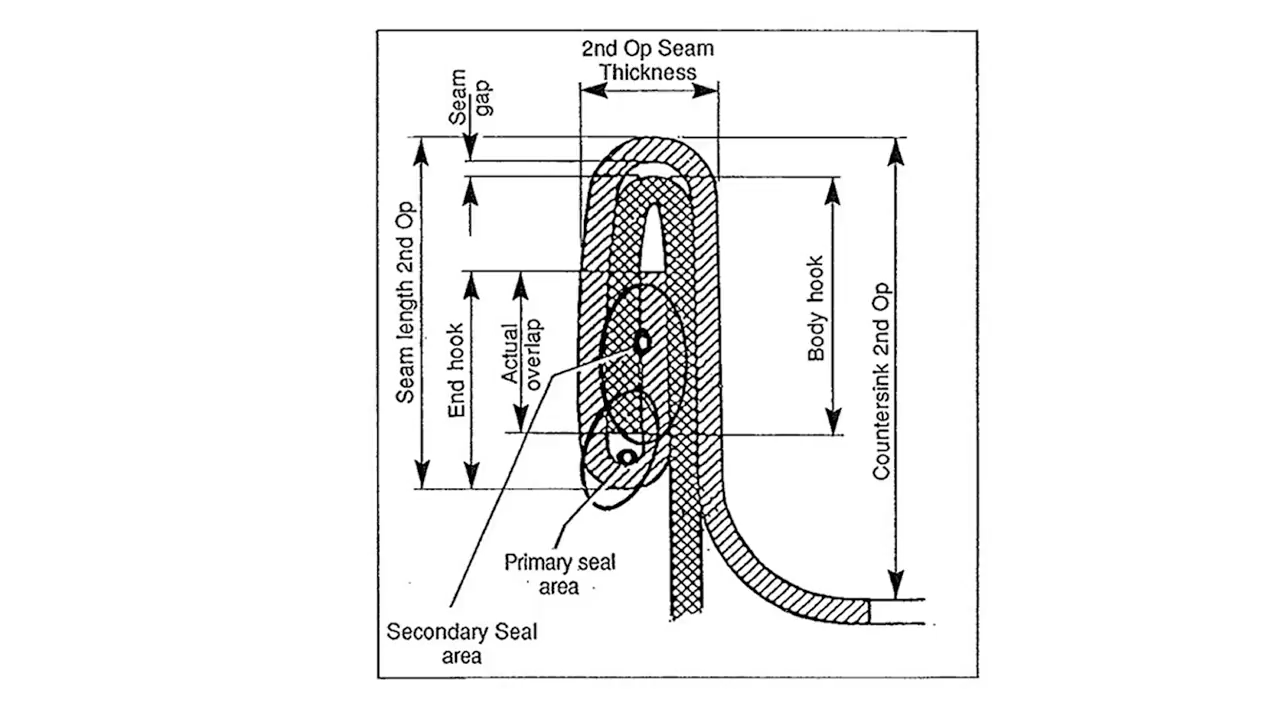 2nd Op Seam
Thickness
Seam
gap
Seam length 2nd Op
End hook
Actual
overlap
Body hook
Countersink 2nd Op
Primary seal
area
Secondary Seal
area